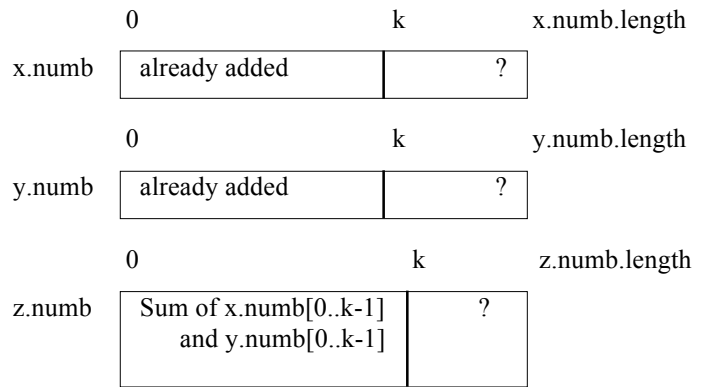 0 k x.numb.length
x.numb already added ?
0 k y.numb.length
y.numb already added ?
0 k z.numb.length
z.numb Sum of x.numb[0..k-1] ?
and y.numb[0..k-1]